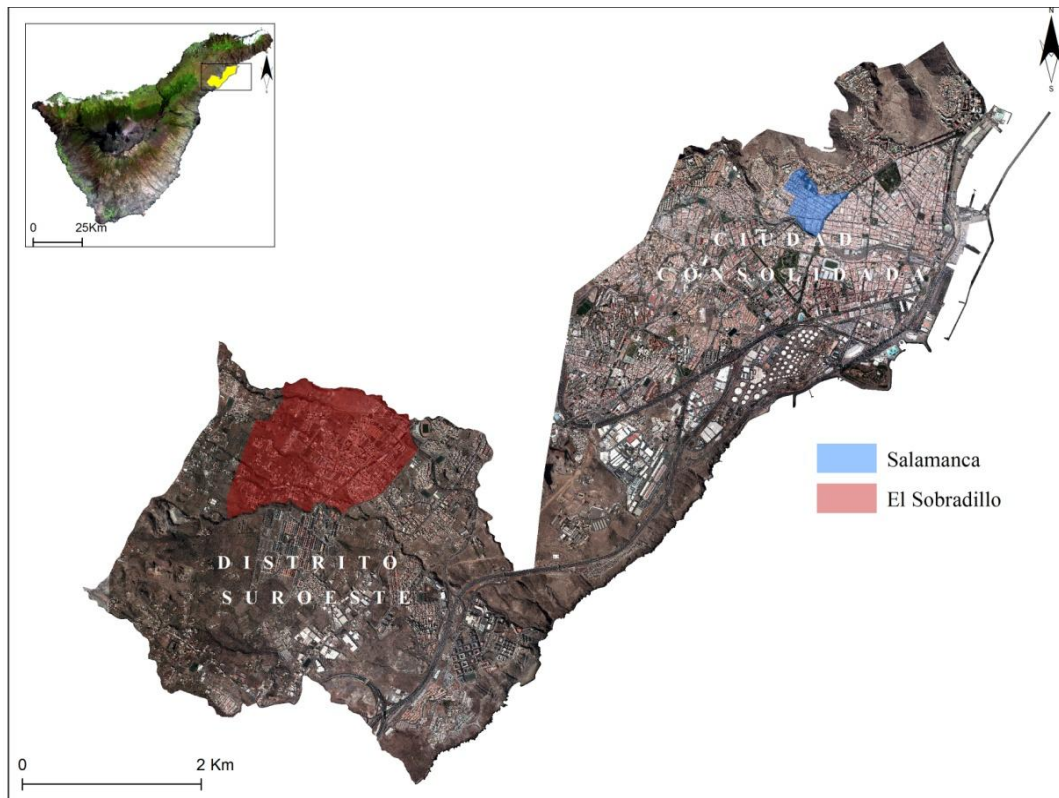 N
S
0 25Km
CIUDAD
CONSOLIDADA
Salamanca
El Sobradillo
DISTRITO
SUROESTE
0 2 Km